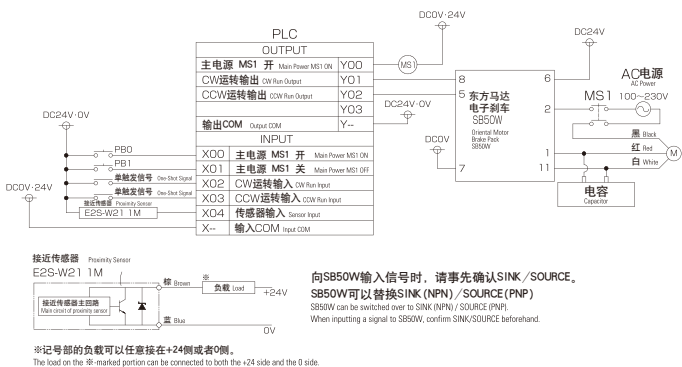 PLC
OUTPUT
主电源 MS1 开 Main Power MS1 ON Y00
CW运转输出 CW Run Output Y01
CCW运转输出 CCW Run Output Y02
Y03
输出COM Output COM Y--
INPUT
X00 主电源 MS1 开 Main Power MS1 ON
X01 主电源 MS1 关 Main Power MS1 OFF
X02 CW运转输入 CW Run Input
X03 CCW运转输入 CCW Run Input
X04 传感器输入 Sensor Input
X-- 输入COM Input COM
DC24V·0V
PB0
PB1
单触发信号 One-Shot Signal
单触发信号 One-Shot Signal
DC0V·24V
接近传感器 Proximity Sensor
E2S-W21 1M
DC0V·24V
MS1
DC24V·0V
DC0V
DC24V
8
5
7
6
2
1
11
东方马达
电子刹车
SB50W
Oriental Motor
Brake Pack
SB50W
AC电源
AC Power
MS1
100~230V
黑 Black
红 Red
白 White
M
电容
Capacitor
接近传感器 Proximity Sensor
E2S-W21 1M
接近传感器主回路
Main circuit of proximity sensor
棕 Brown
※
负载 Load
+24V
蓝 Blue
0V
※记号部的负载可以任意接在+24侧或者0侧。
The load on the ※-marked portion can be connected to both the +24 side and the 0 side.
向SB50W输入信号时，请事先确认SINK/SOURCE。
SB50W可以替换SINK(NPN)/SOURCE(PNP)
SB50W can be switched over to SINK (NPN) / SOURCE (PNP).
When inputting a signal to SB50W, confirm SINK/SOURCE beforehand.